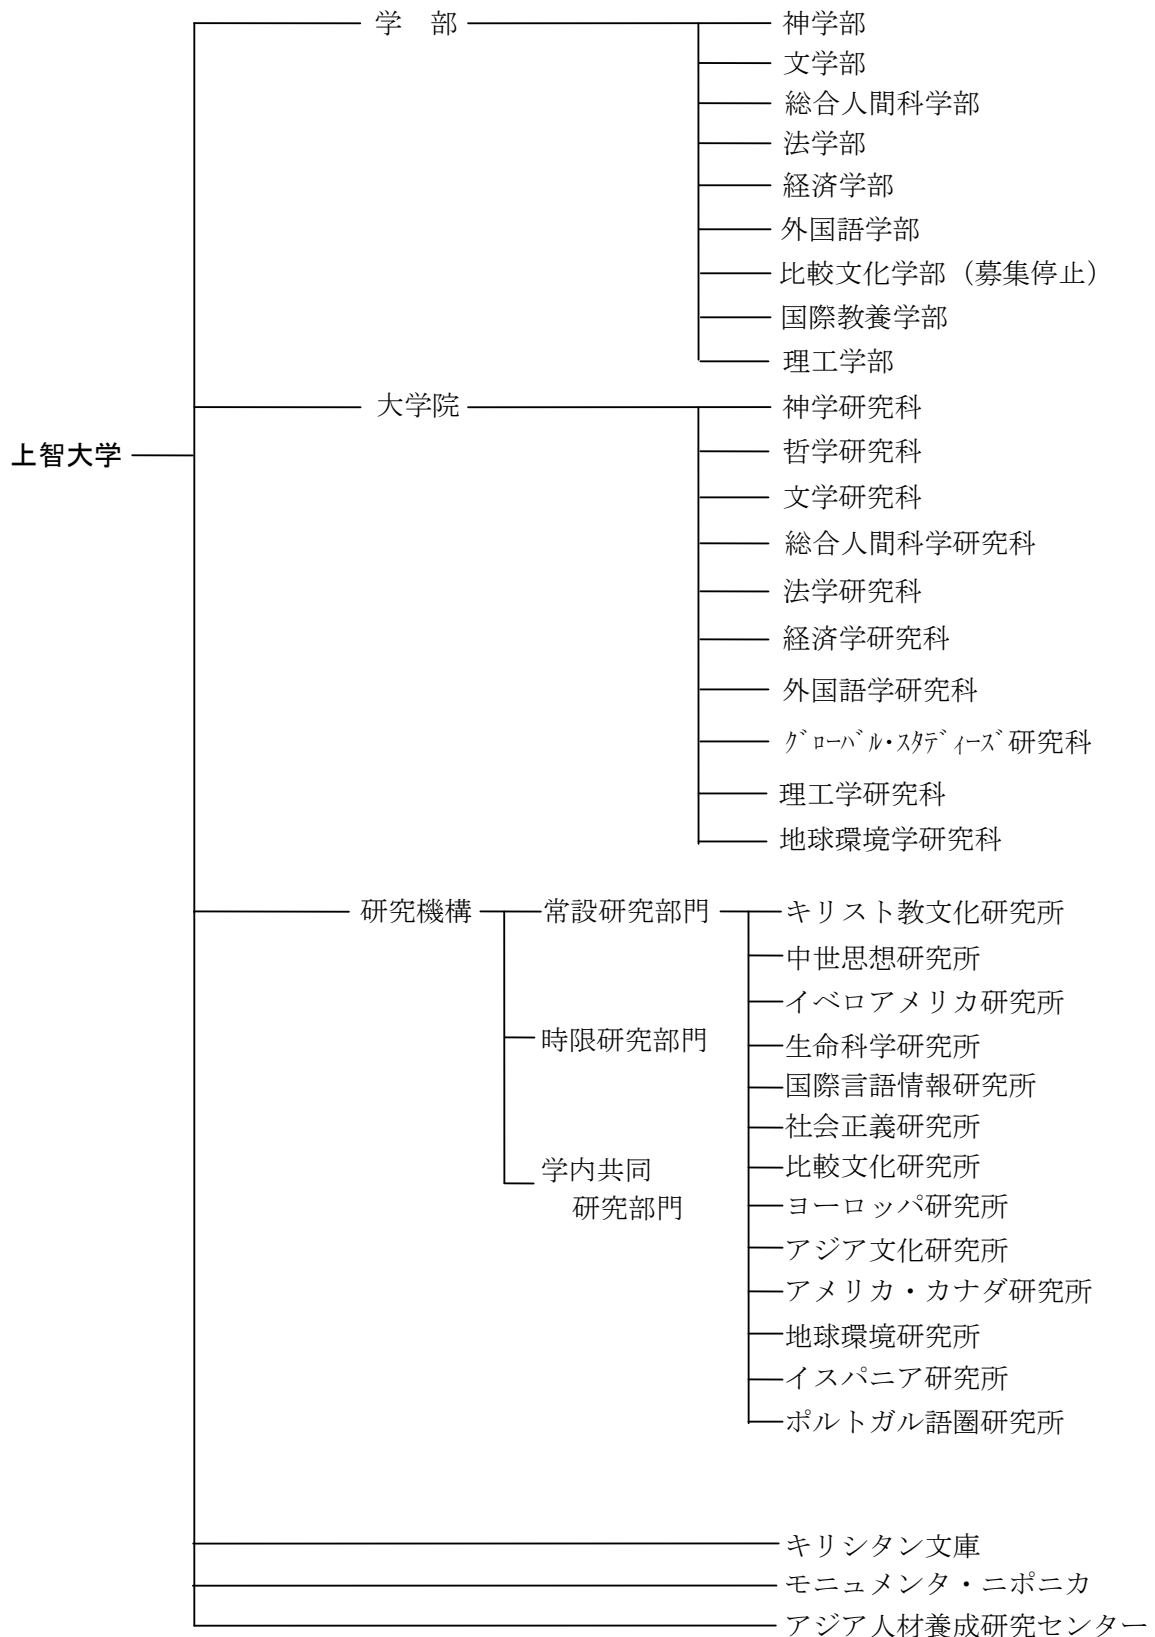 学　部
神学部
文学部
総合人間科学部
法学部
経済学部
外国語学部
比較文化学部（募集停止）
国際教養学部
理工学部
上智大学
大学院
神学研究科
哲学研究科
文学研究科
総合人間科学研究科
法学研究科
経済学研究科
外国語学研究科
ｸﾞﾛｰﾊﾞﾙ・ｽﾀﾃﾞｨｰｽﾞ研究科
理工学研究科
地球環境学研究科
研究機構
常設研究部門
キリスト教文化研究所
中世思想研究所
イベロアメリカ研究所
生命科学研究所
国際言語情報研究所
社会正義研究所
比較文化研究所
ヨーロッパ研究所
アジア文化研究所
アメリカ・カナダ研究所
地球環境研究所
イスパニア研究所
ポルトガル語圏研究所
時限研究部門
学内共同
研究部門
キリシタン文庫
モニュメンタ・ニポニカ
アジア人材養成研究センター